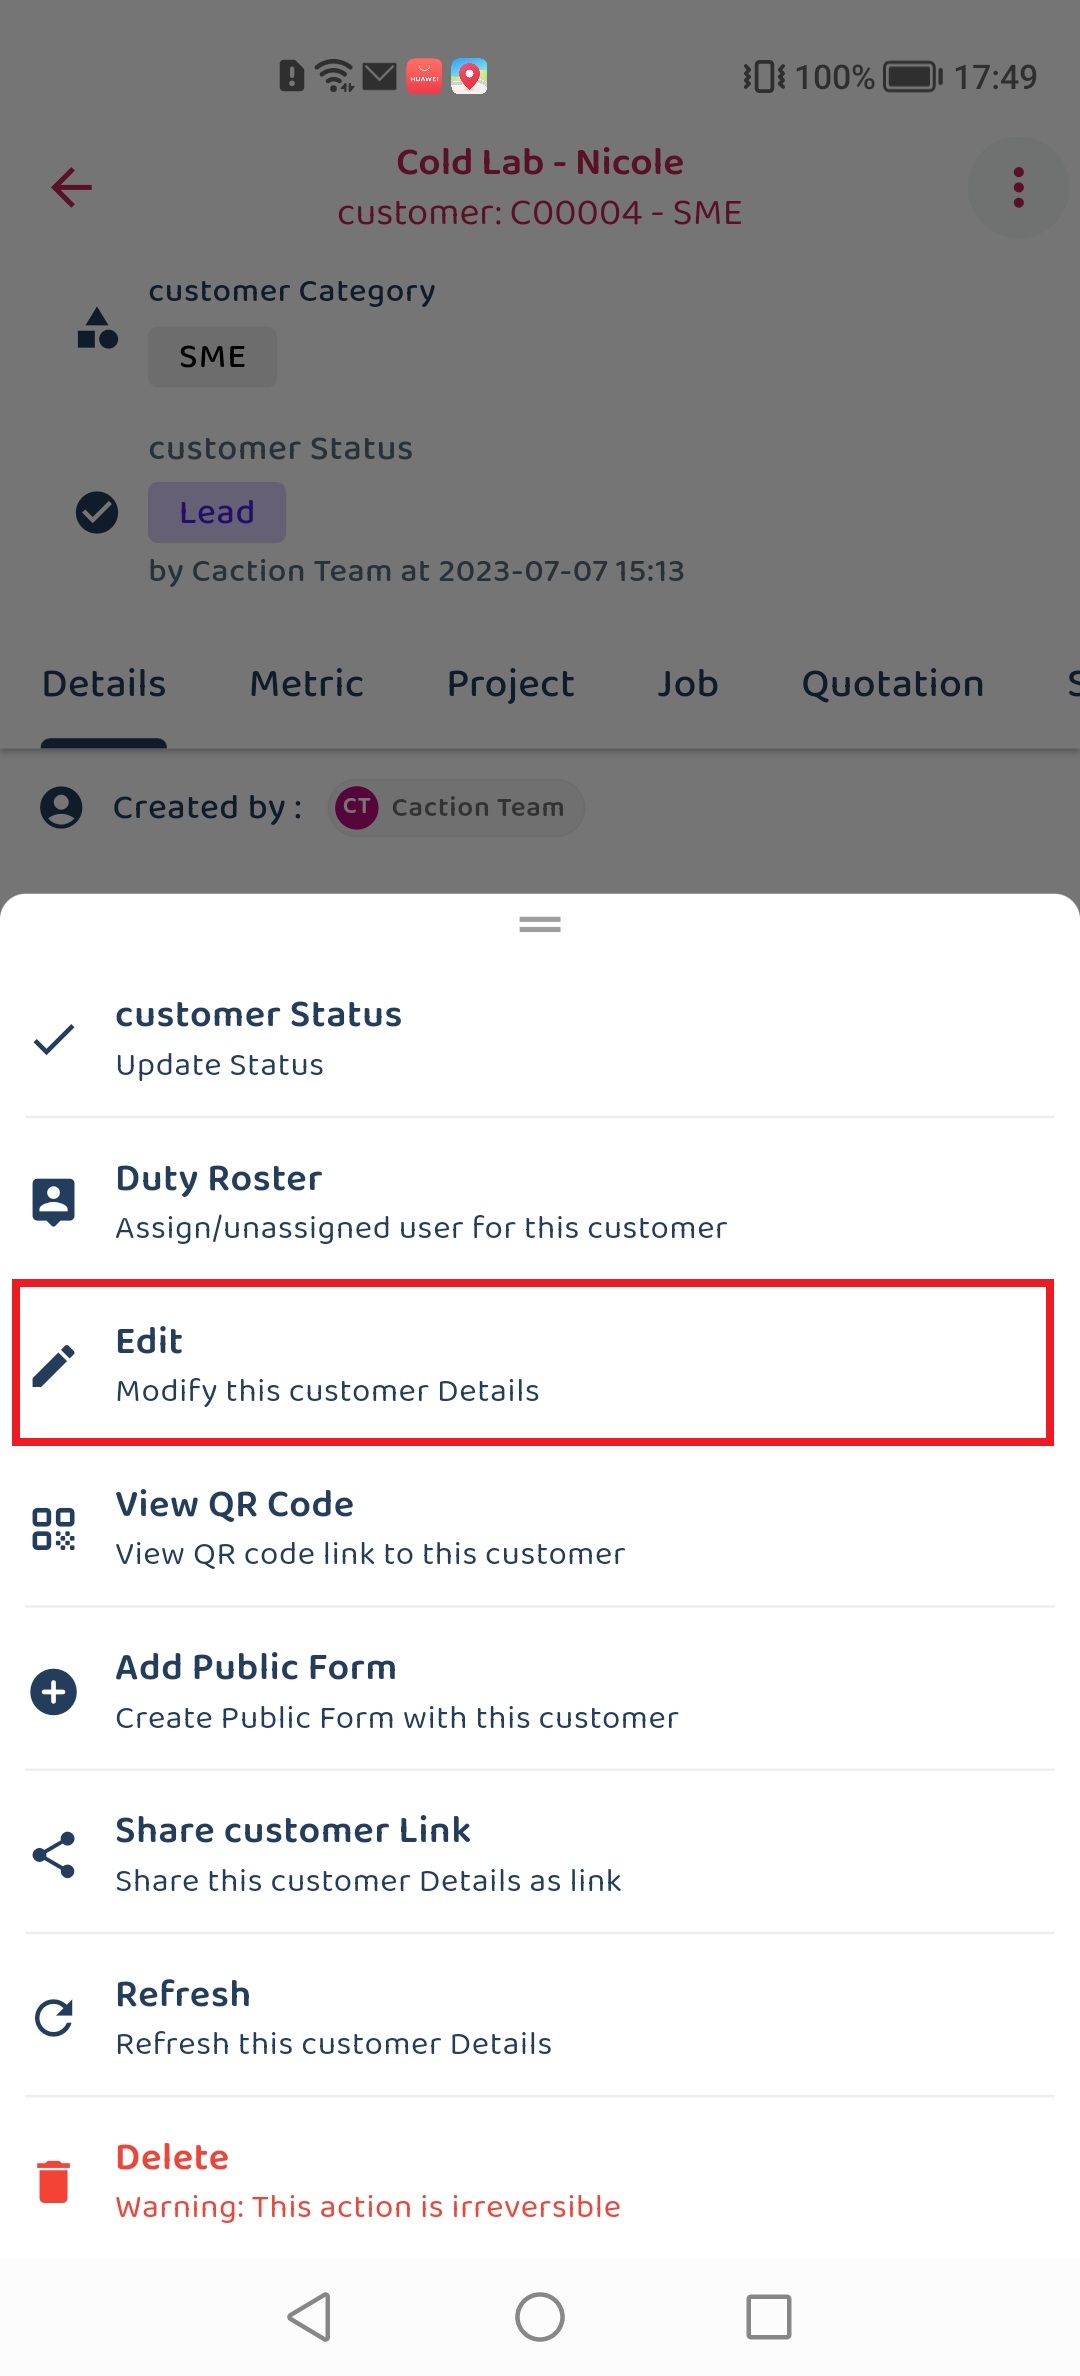 HUAWEI
100%
17:49
Cold Lab - Nicole
customer: C00004 - SME
customer Category
SME
customer Status
Lead
by Caction Team at 2023-07-07 15:13
Details Metric Project Job Quotation S
Created by : CT Caction Team
customer Status
Update Status
Duty Roster
Assign/unassigned user for this customer
Edit
Modify this customer Details
View QR Code
View QR code link to this customer
Add Public Form
Create Public Form with this customer
Share customer Link
Share this customer Details as link
Refresh
Refresh this customer Details
Delete
Warning: This action is irreversible